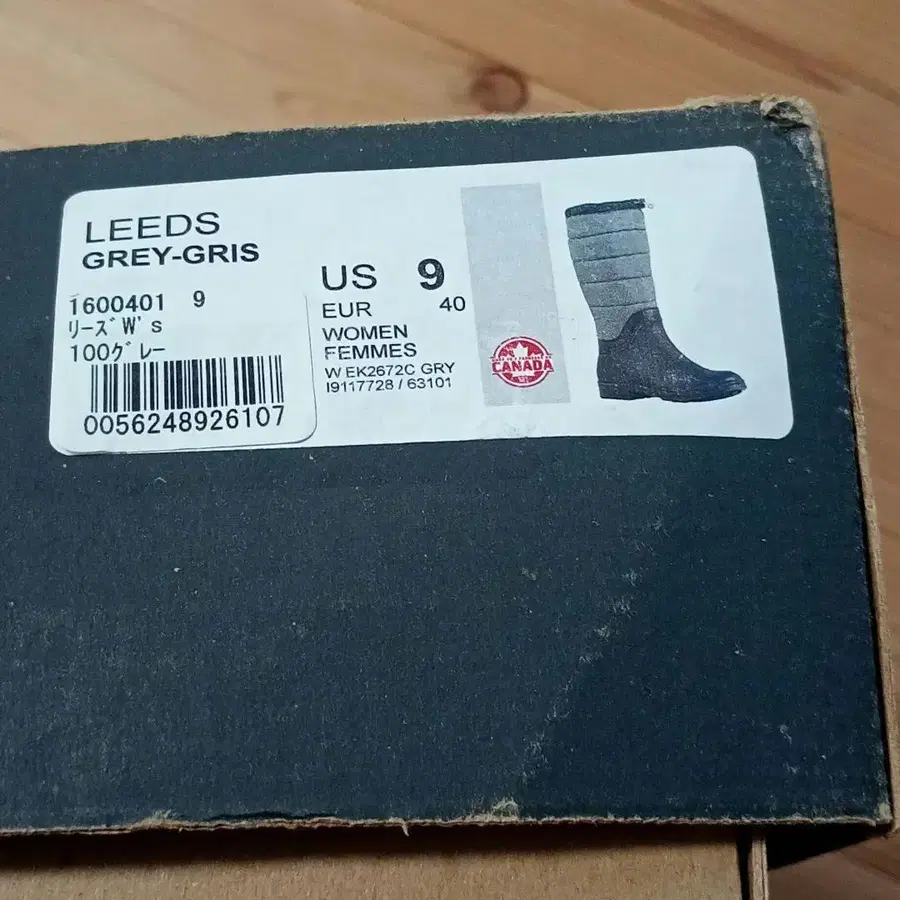 LEEDS
GREY-GRIS
1600401 9
リーズﾞW's
100グレー
0056248926107
US 9
EUR 40
WOMEN
FEMMES
W EK2672C GRY
I9117728 / 63101
CANADA